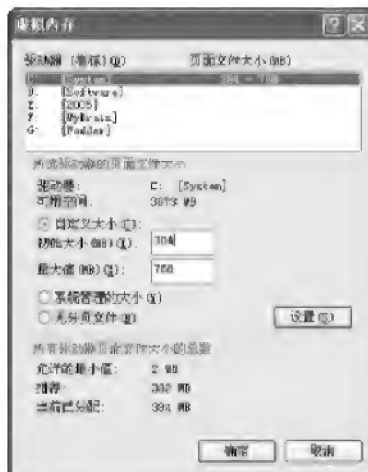 虚拟内存
驱动器 [卷标](D) 页面文件大小(MB)
C: [System]
D: [Software]
E: [2005]
F: [MyBrain]
G:
所选驱动器的页面文件大小
驱动器: C: [System]
可用空间: MB
自定义大小(C):
初始大小(MB)(I):
最大值(MB)(X): 768
系统管理的大小(Y)
无分页文件(N)
设置(S)
所有驱动器页面文件大小的总数
允许的最小值: 2 MB
推荐: MB
当前已分配: 384 MB
确定 取消